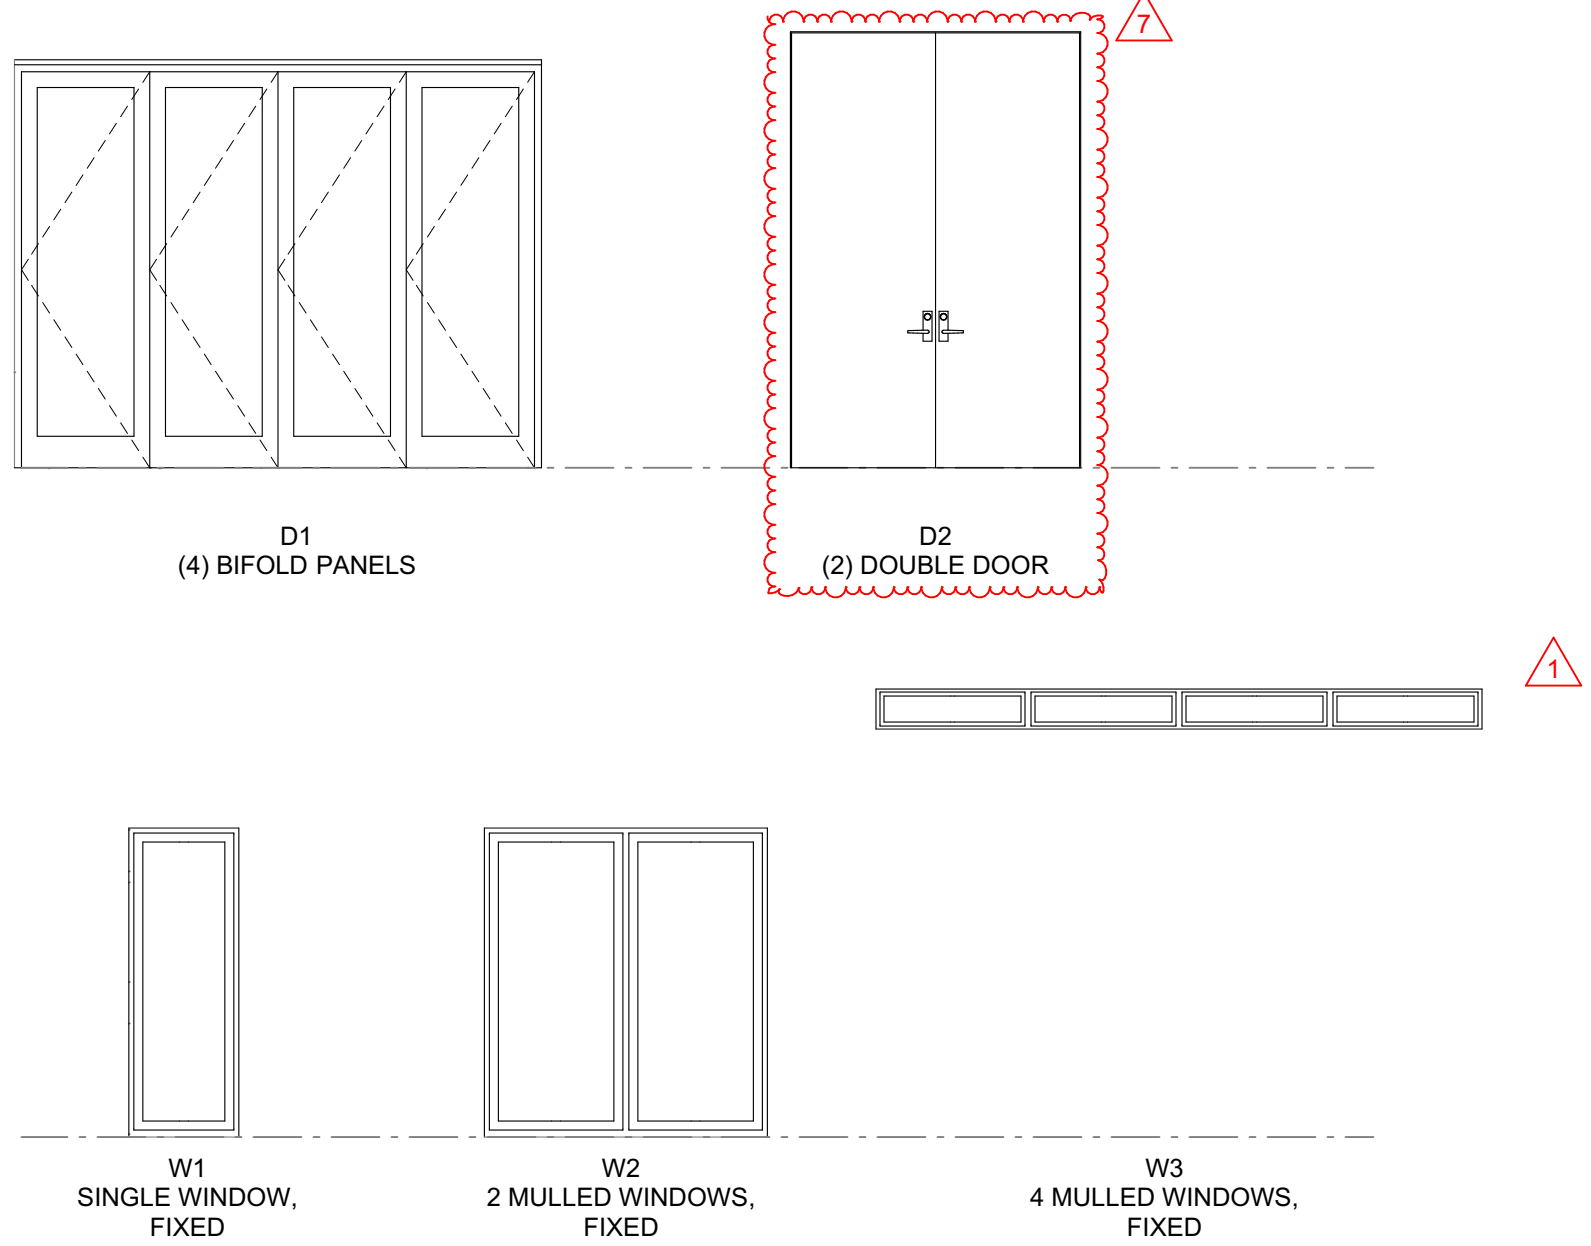 7
D1
(4) BIFOLD PANELS
D2
(2) DOUBLE DOOR
1
W1
SINGLE WINDOW,
FIXED
W2
2 MULLED WINDOWS,
FIXED
W3
4 MULLED WINDOWS,
FIXED